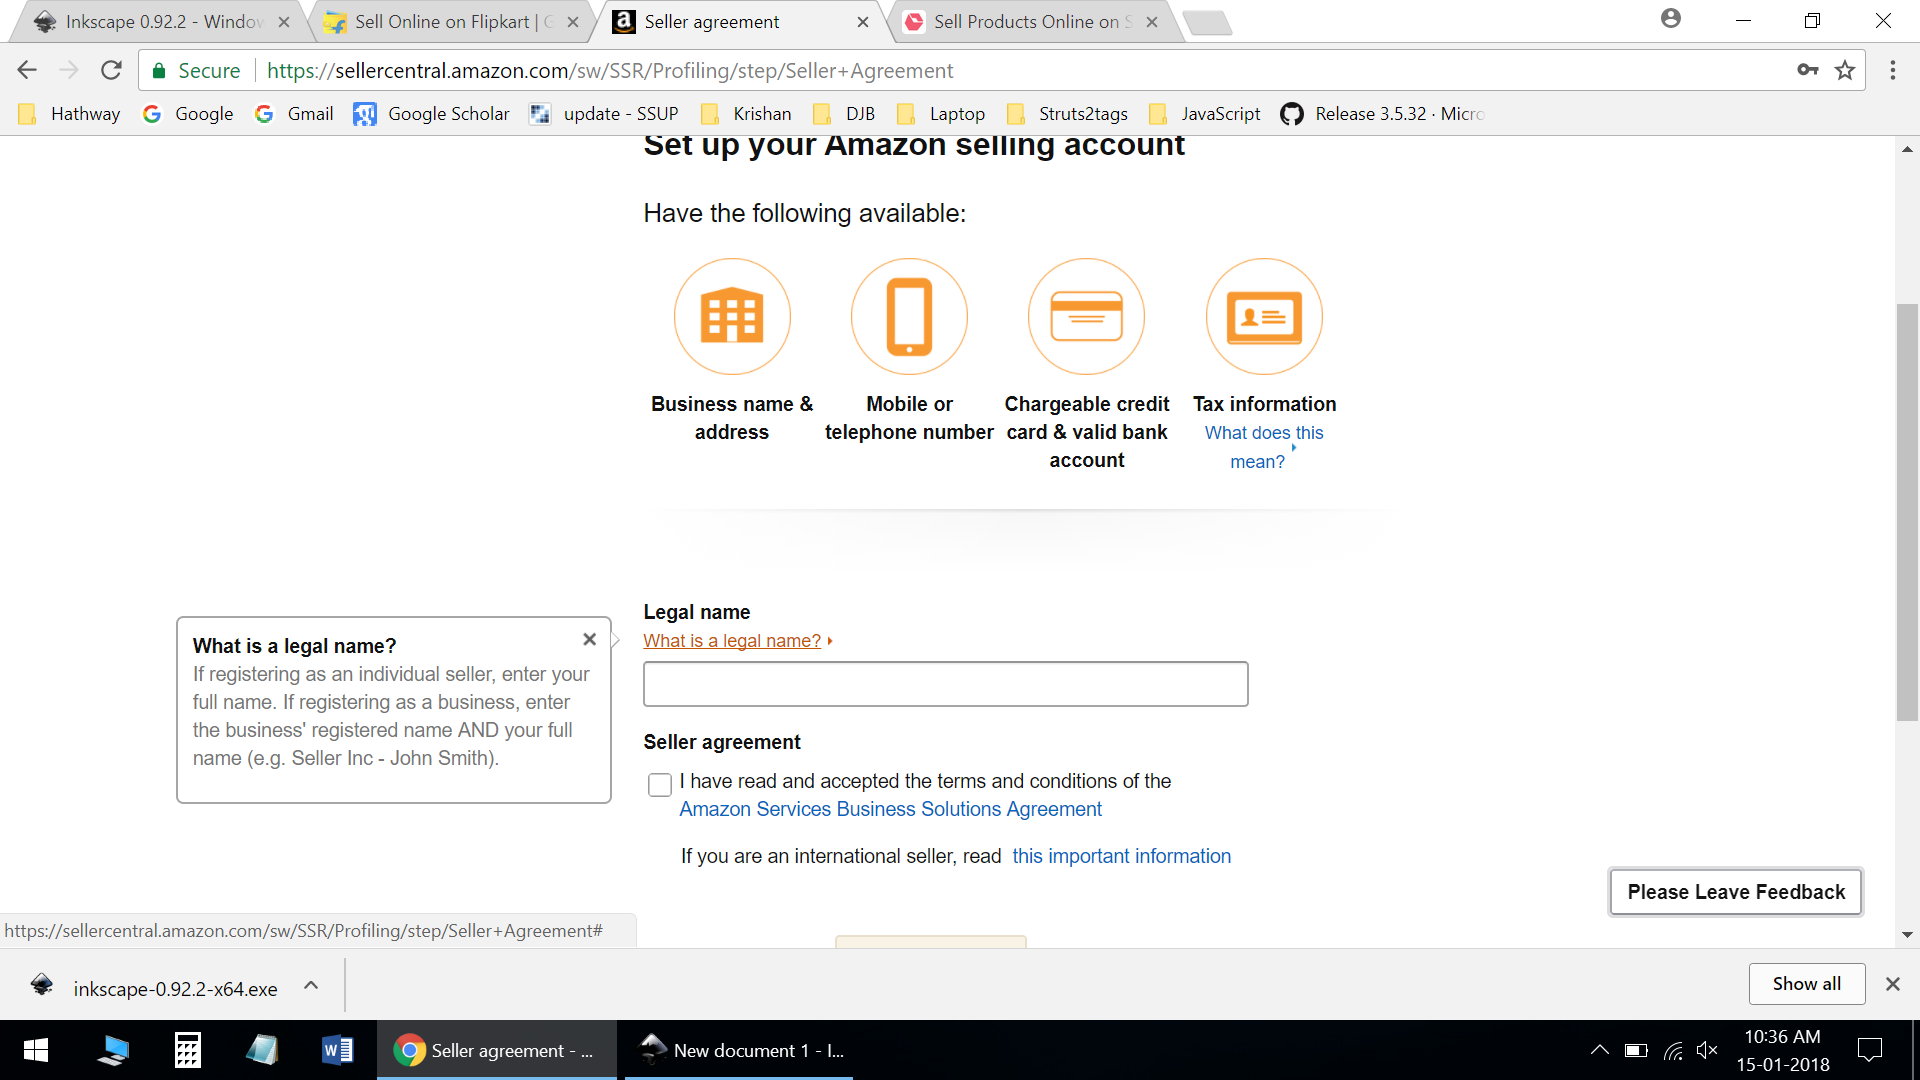 Inkscape 0.92.2 - Window
Sell Online on Flipkart | G
Seller agreement
Sell Products Online on S
Secure https://sellercentral.amazon.com/sw/SSR/Profiling/step/Seller+Agreement
Hathway Google Gmail Google Scholar update - SSUP Krishan DJB Laptop Struts2tags JavaScript Release 3.5.32 · Micro
Set up your Amazon selling account
Have the following available:
Business name &
address
Mobile or
telephone number
Chargeable credit
card & valid bank
account
Tax information
What does this
mean?
Legal name
What is a legal name?
What is a legal name?
If registering as an individual seller, enter your
full name. If registering as a business, enter
the business' registered name AND your full
name (e.g. Seller Inc - John Smith).
Seller agreement
I have read and accepted the terms and conditions of the
Amazon Services Business Solutions Agreement
If you are an international seller, read this important information
Please Leave Feedback
https://sellercentral.amazon.com/sw/SSR/Profiling/step/Seller+Agreement#
inkscape-0.92.2-x64.exe
Show all
Seller agreement - ...
New document 1 - I...
10:36 AM
15-01-2018